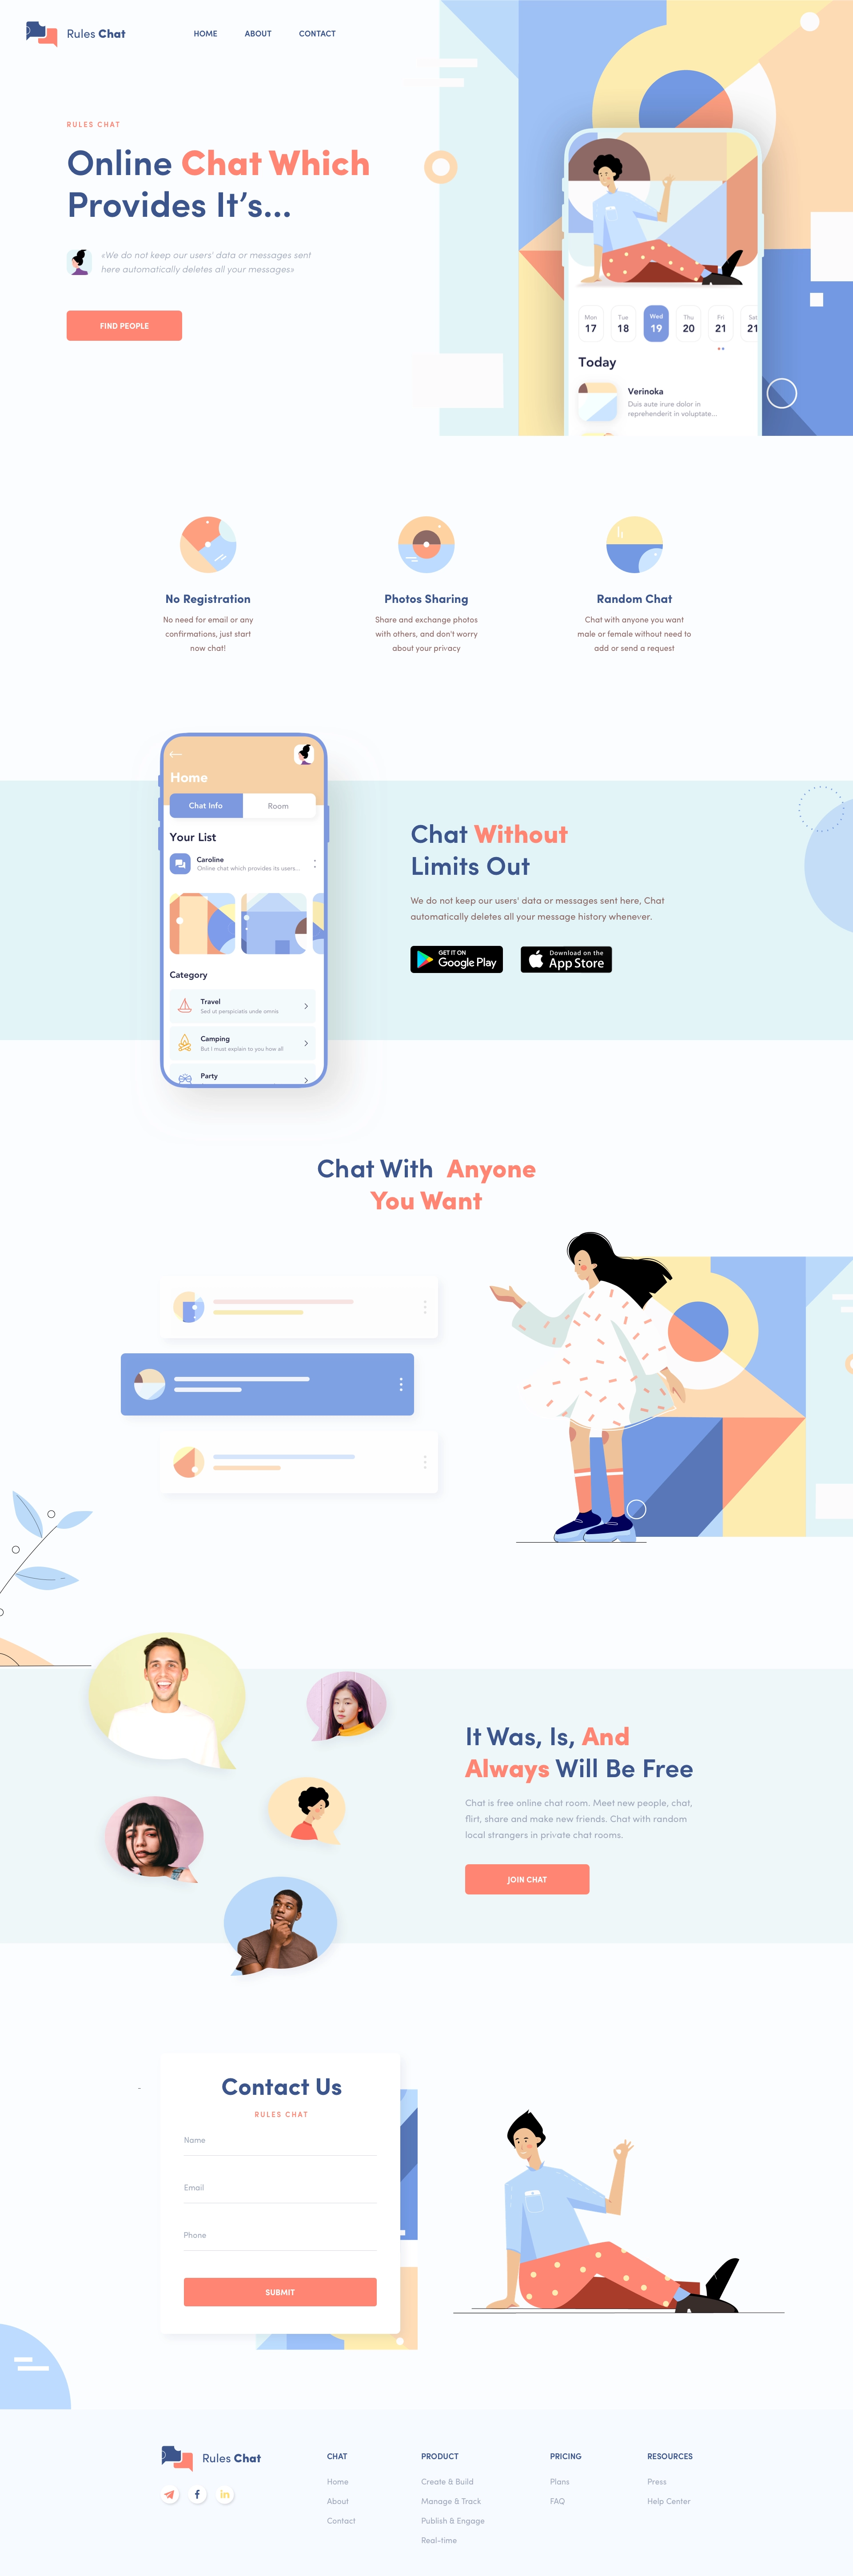 Rules Chat
HOME
ABOUT
CONTACT
RULES CHAT
Online Chat Which
Provides It’s...
«We do not keep our users' data or messages sent
here automatically deletes all your messages»
FIND PEOPLE
Mon
17
Tue
18
Wed
19
Thu
20
Fri
21
Sat
21
Today
Verinoka
Duis aute irure dolor in
reprehenderit in voluptate...
No Registration
No need for email or any
confirmations, just start
now chat!
Photos Sharing
Share and exchange photos
with others, and don't worry
about your privacy
Random Chat
Chat with anyone you want
male or female without need to
add or send a request
Home
Chat Info
Room
Your List
Caroline
Online chat which provides its users...
Category
Travel
Sed ut perspiciatis unde omnis
Camping
But I must explain to you how all
Party
Chat Without
Limits Out
We do not keep our users' data or messages sent here, Chat
automatically deletes all your message history whenever.
GET IT ON
Google Play
Download on the
App Store
Chat With Anyone
You Want
It Was, Is, And
Always Will Be Free
Chat is free online chat room. Meet new people, chat,
flirt, share and make new friends. Chat with random
local strangers in private chat rooms.
JOIN CHAT
Contact Us
RULES CHAT
Name
Email
Phone
SUBMIT
Rules Chat
CHAT
Home
About
Contact
PRODUCT
Create & Build
Manage & Track
Publish & Engage
Real-time
PRICING
Plans
FAQ
RESOURCES
Press
Help Center